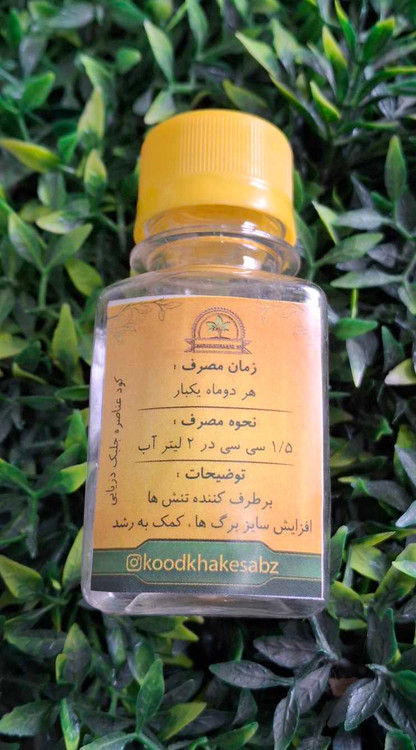 زمان مصرف :
هر دوماه یکبار
نحوه مصرف :
۱/۵ سی سی در ۲ لیتر آب
توضیحات :
برطرف کننده تنش ها
افزایش سایز برگ ها ، کمک به رشد
کود عناصره جلبک دریایی
@koodkhakesabz